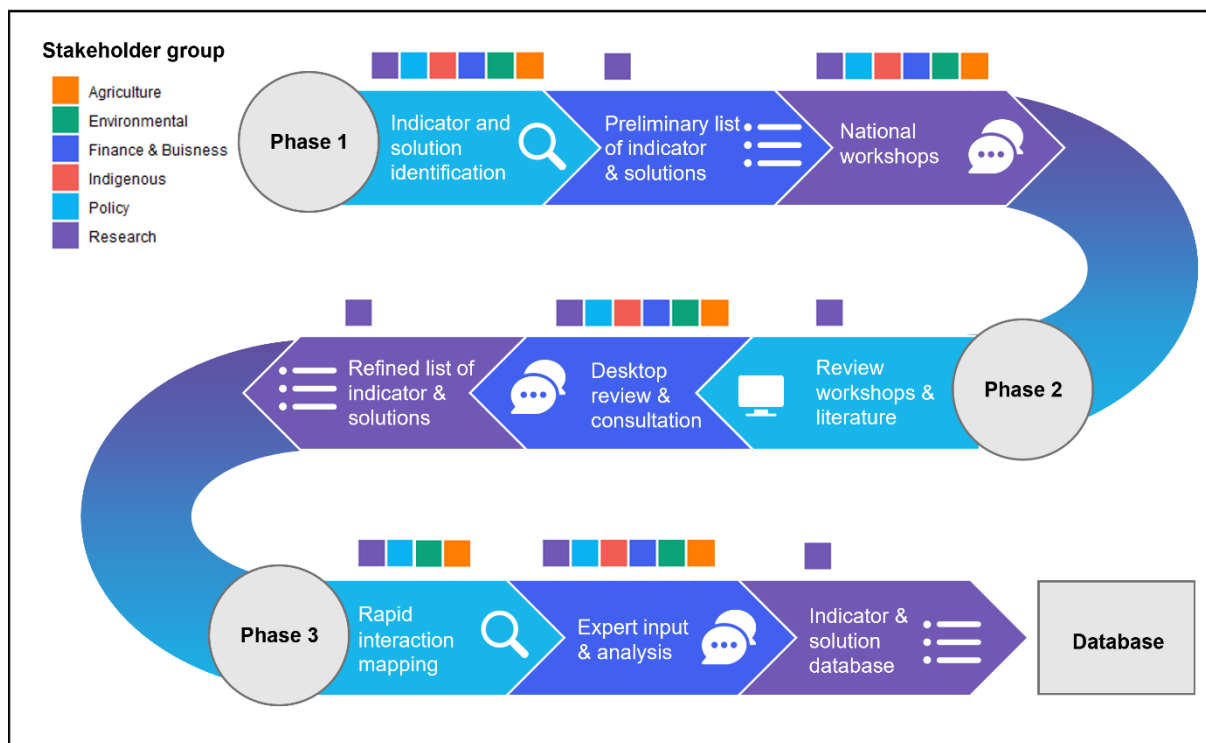 Stakeholder group
Agriculture
Environmental
Finance & Buisness
Indigenous
Policy
Research
Phase 1
Indicator and
solution
identification
Preliminary list
of indicator
& solutions
National
workshops
Phase 2
Review
workshops &
literature
Desktop
review &
consultation
Refined list of
indicator &
solutions
Phase 3
Rapid
interaction
mapping
Expert input
& analysis
Indicator &
solution
database
Database